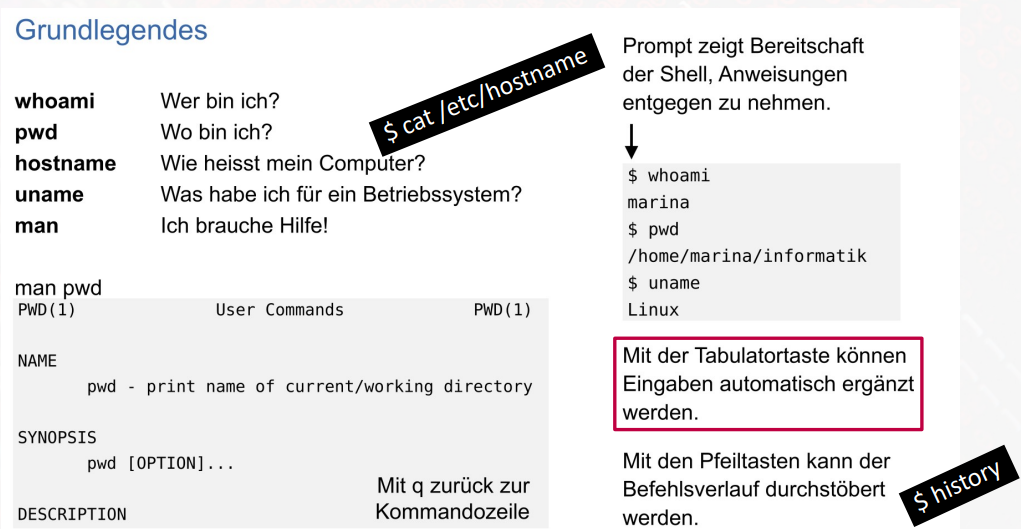 Grundlegendes
whoami Wer bin ich?
pwd Wo bin ich?
hostname Wie heisst mein Computer?
uname Was habe ich für ein Betriebssystem?
man Ich brauche Hilfe!
$ cat /etc/hostname
man pwd
PWD(1) User Commands PWD(1)
NAME
pwd - print name of current/working directory
SYNOPSIS
pwd [OPTION]...
DESCRIPTION
Mit q zurück zur
Kommandozeile
Prompt zeigt Bereitschaft
der Shell, Anweisungen
entgegen zu nehmen.
$ whoami
marina
$ pwd
/home/marina/informatik
$ uname
Linux
Mit der Tabulatortaste können
Eingaben automatisch ergänzt
werden.
Mit den Pfeiltasten kann der
Befehlsverlauf durchstöbert
werden.
$ history